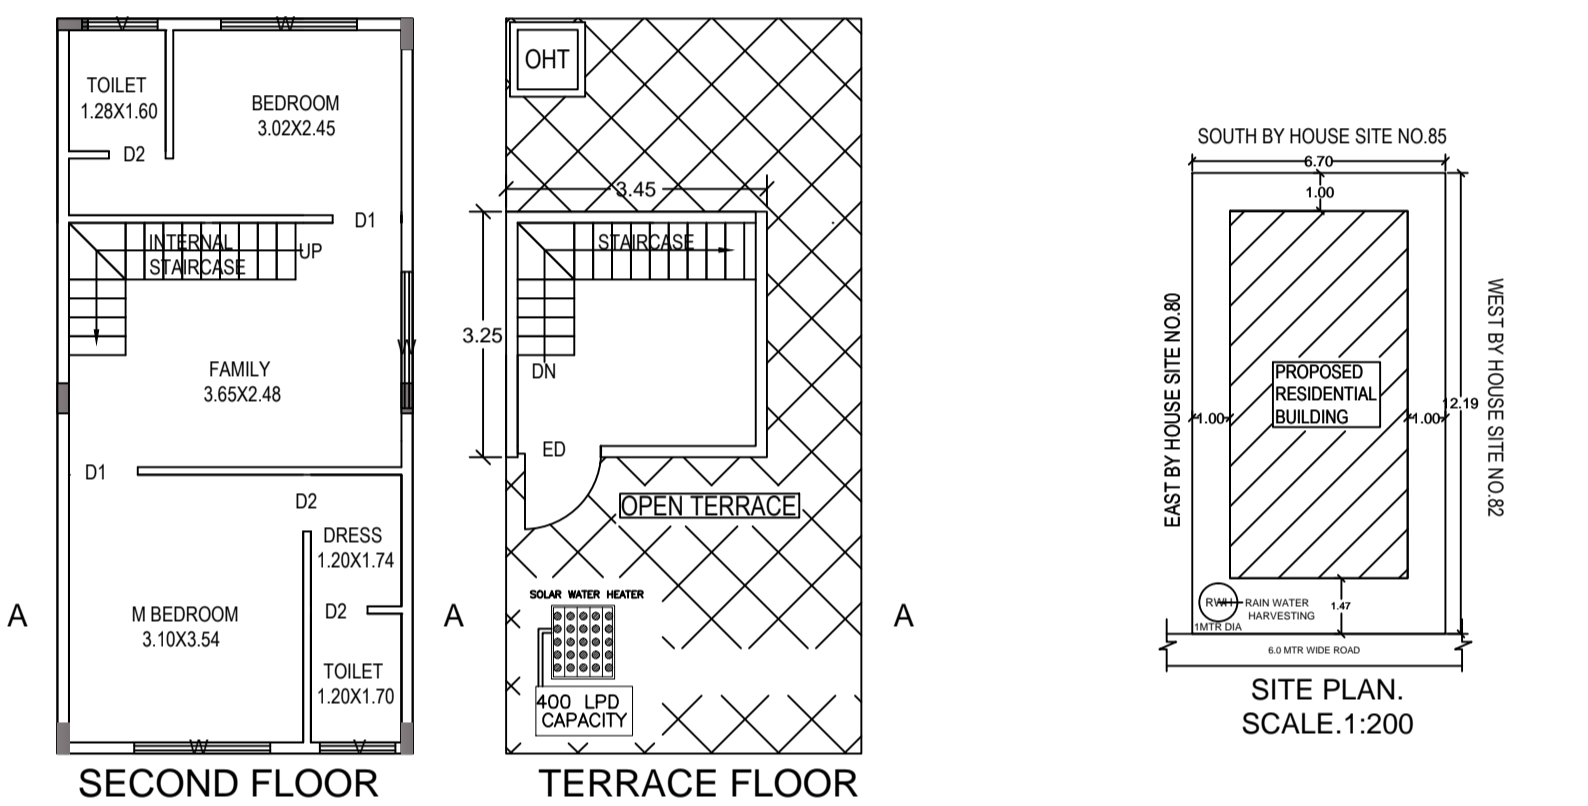 V
W
TOILET
1.28X1.60
BEDROOM
3.02X2.45
D2
D1
INTERNAL
STAIRCASE
UP
W
FAMILY
3.65X2.48
D1
D2
DRESS
1.20X1.74
A
M BEDROOM
3.10X3.54
D2
TOILET
1.20X1.70
W
V
SECOND FLOOR
OHT
3.45
STAIRCASE
3.25
DN
ED
OPEN TERRACE
SOLAR WATER HEATER
A
A
400 LPD
CAPACITY
TERRACE FLOOR
SOUTH BY HOUSE SITE NO.85
6.70
1.00
EAST BY HOUSE SITE NO.80
WEST BY HOUSE SITE NO.82
PROPOSED
RESIDENTIAL
BUILDING
12.19
1.00
1.00
RWH
RAIN WATER
HARVESTING
1MTR DIA
1.47
6.0 MTR WIDE ROAD
SITE PLAN.
SCALE.1:200